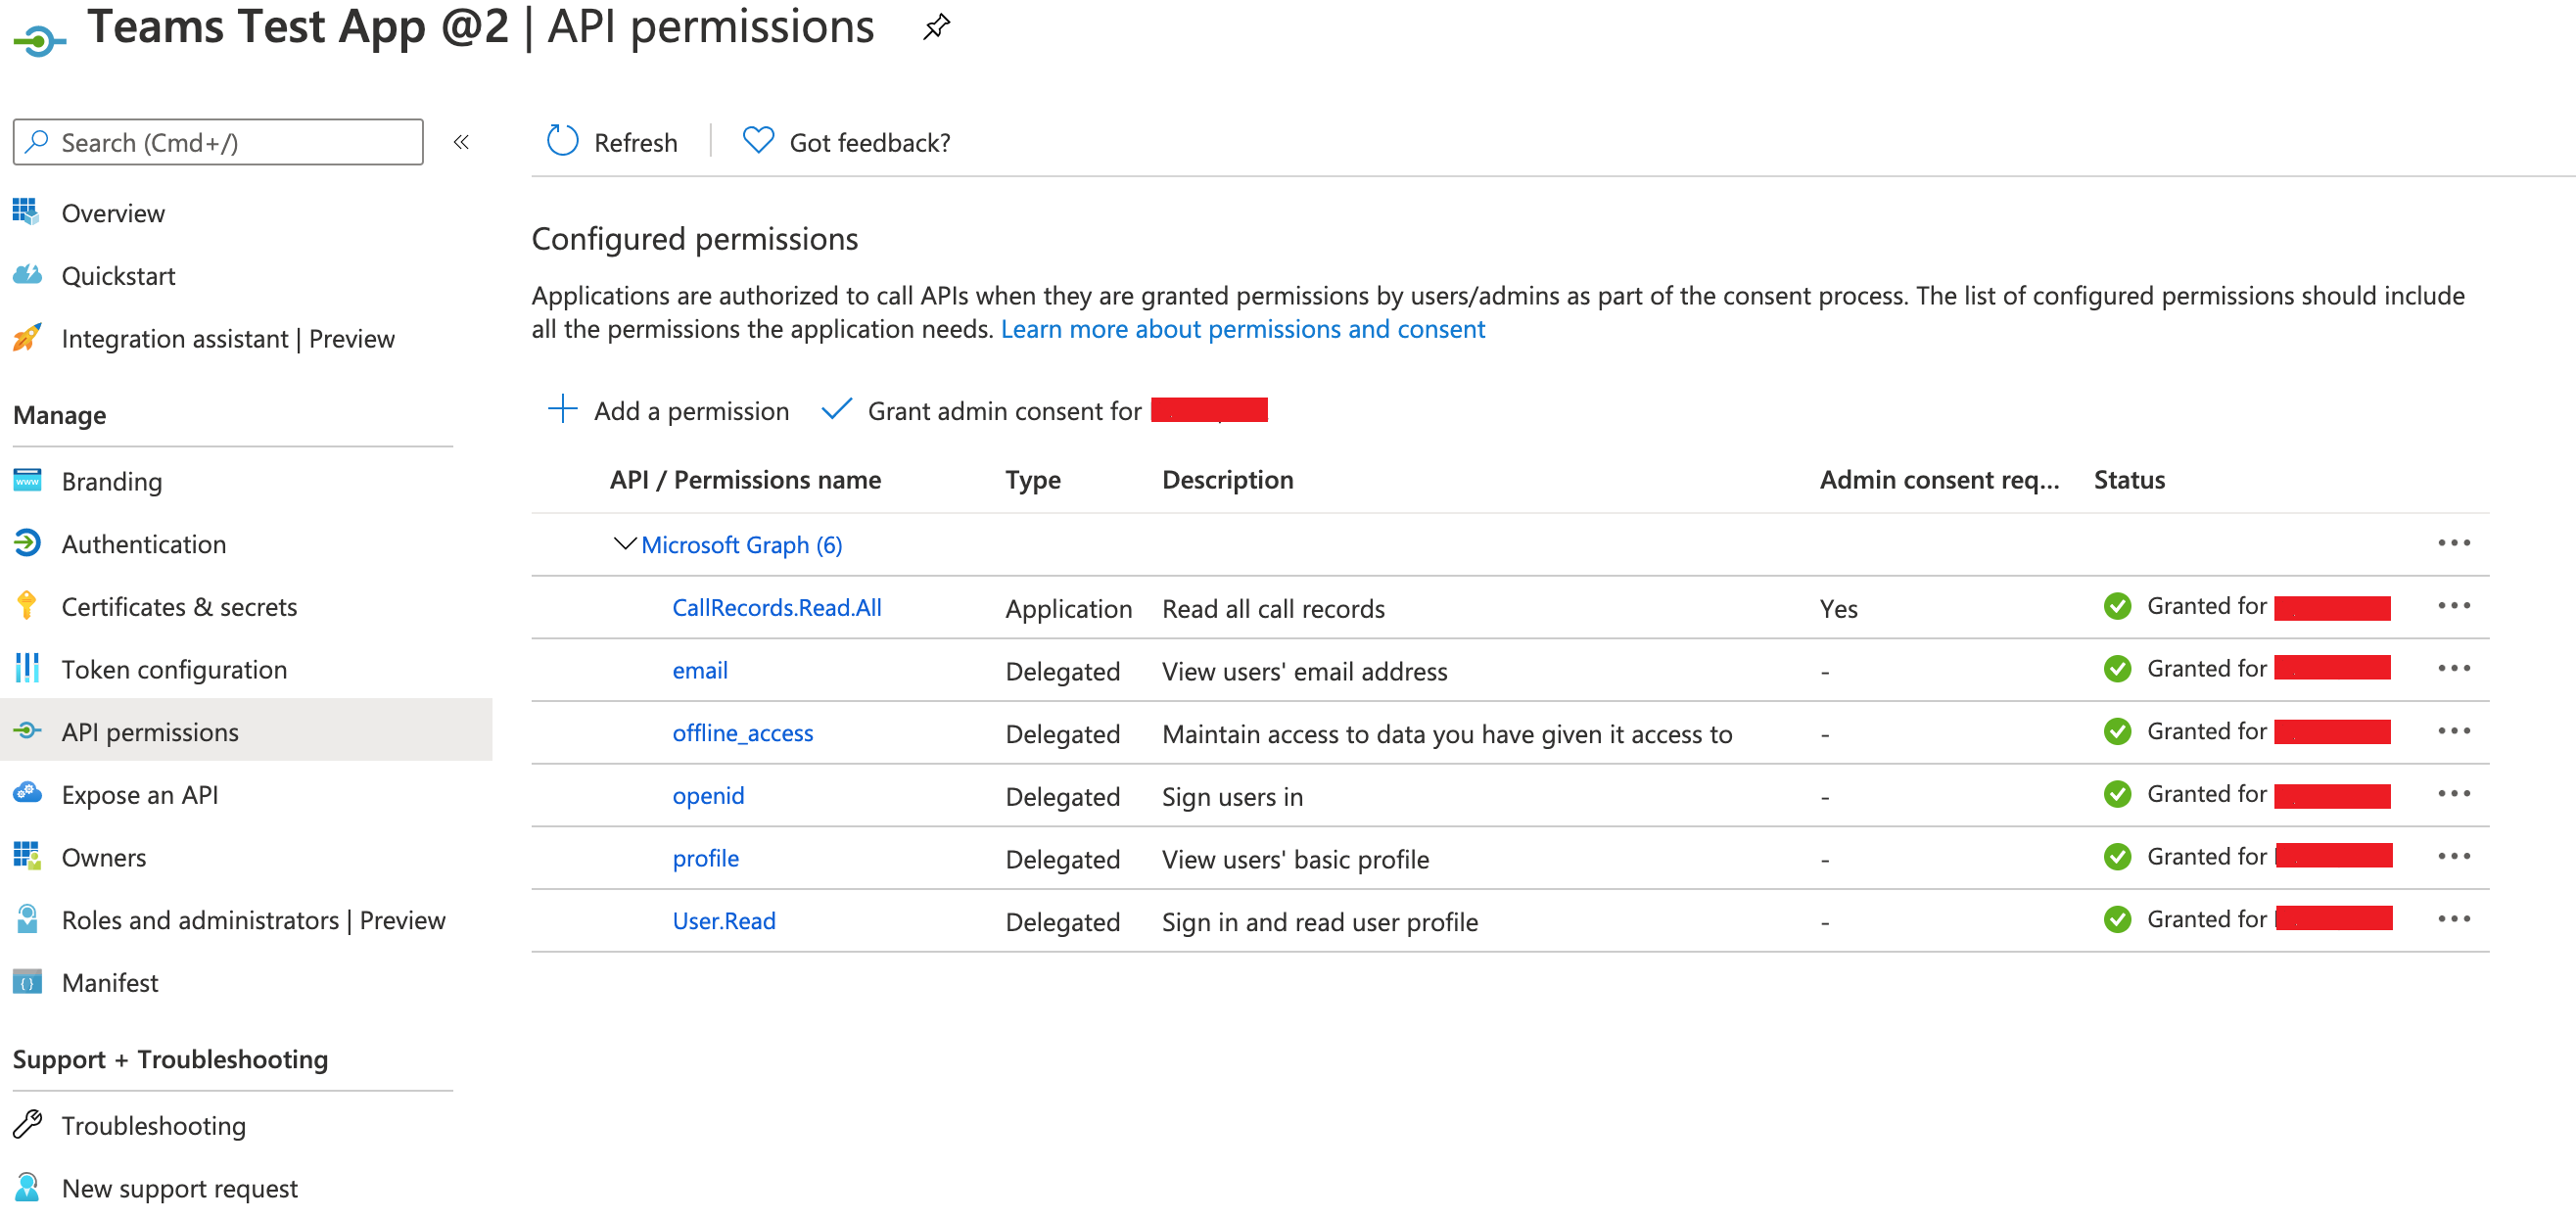 Teams Test App @2 | API permissions
Search (Cmd+/)
«
Overview
Quickstart
Integration assistant | Preview
Manage
Branding
Authentication
Certificates & secrets
Token configuration
API permissions
Expose an API
Owners
Roles and administrators | Preview
Manifest
Support + Troubleshooting
Troubleshooting
New support request
Refresh
Got feedback?
Configured permissions
Applications are authorized to call APIs when they are granted permissions by users/admins as part of the consent process. The list of configured permissions should include
all the permissions the application needs. Learn more about permissions and consent
Add a permission
Grant admin consent for
API / Permissions name Type Description Admin consent req... Status
Microsoft Graph (6)
CallRecords.Read.All Application Read all call records Yes Granted for
email Delegated View users' email address - Granted for
offline_access Delegated Maintain access to data you have given it access to - Granted for
openid Delegated Sign users in - Granted for
profile Delegated View users' basic profile - Granted for
User.Read Delegated Sign in and read user profile - Granted for